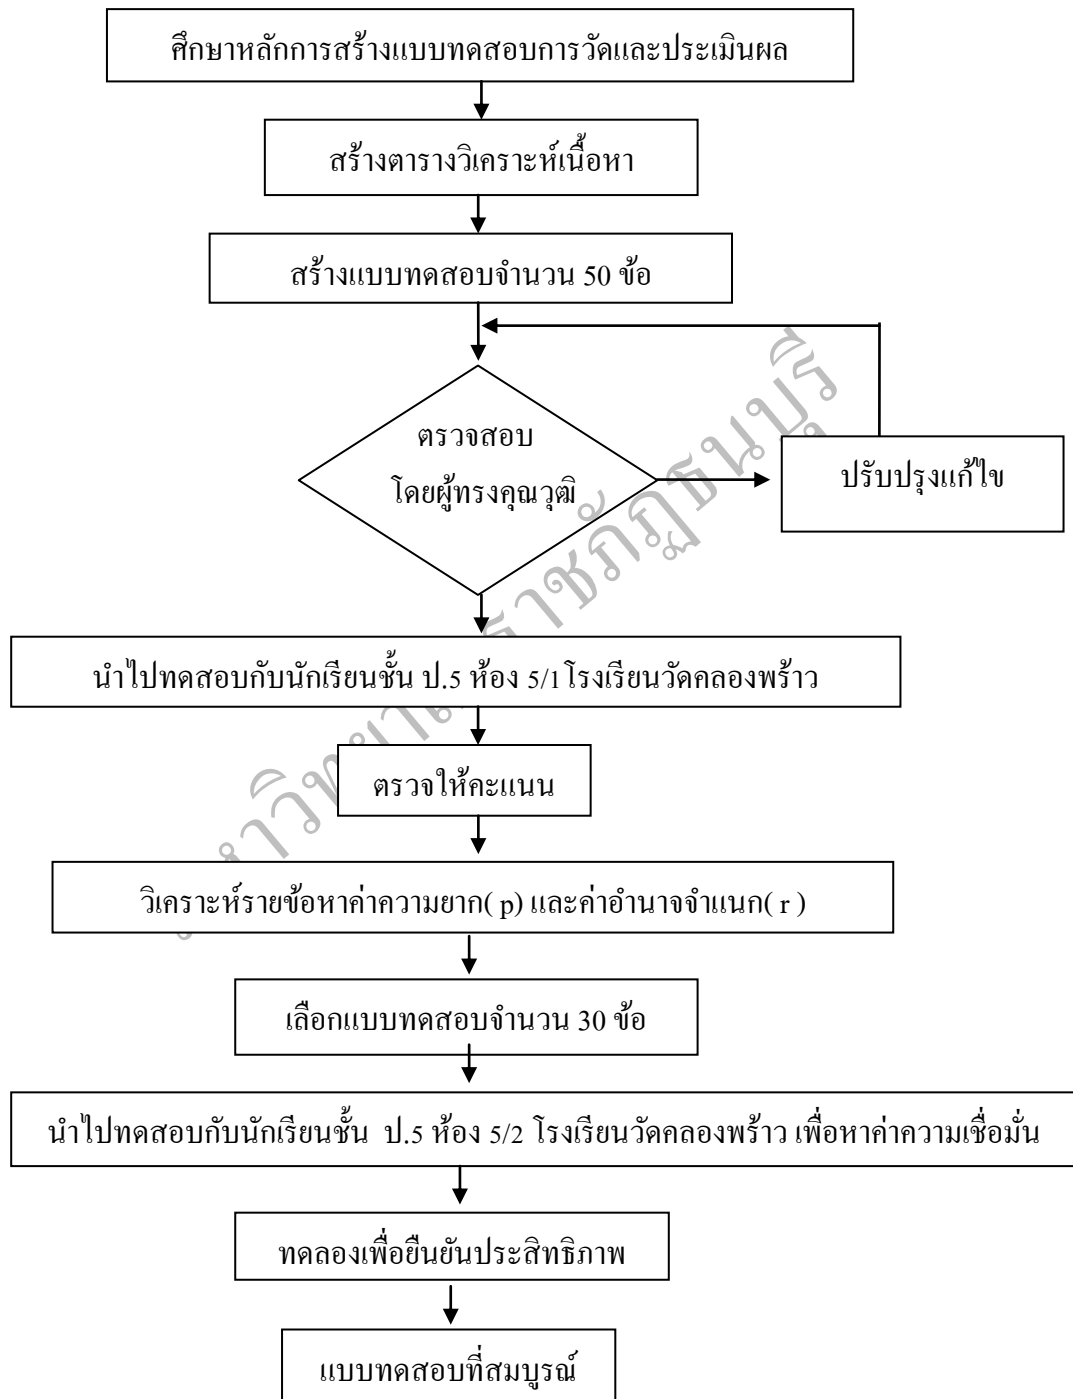 ศึกษาหลักการสร้างแบบทดสอบการวัดและประเมินผล
สร้างตารางวิเคราะห์เนื้อหา
สร้างแบบทดสอบจำนวน 50 ข้อ
ตรวจสอบ
โดยผู้ทรงคุณวุฒิ
ปรับปรุงแก้ไข
นำไปทดสอบกับนักเรียนชั้น ป.5 ห้อง 5/1 โรงเรียนวัดคลองพร้าว
ตรวจให้คะแนน
วิเคราะห์รายข้อหาค่าความยาก( p) และค่าอำนาจจำแนก( r )
เลือกแบบทดสอบจำนวน 30 ข้อ
นำไปทดสอบกับนักเรียนชั้น ป.5 ห้อง 5/2 โรงเรียนวัดคลองพร้าว เพื่อหาค่าความเชื่อมั่น
ทดลองเพื่อยืนยันประสิทธิภาพ
แบบทดสอบที่สมบูรณ์